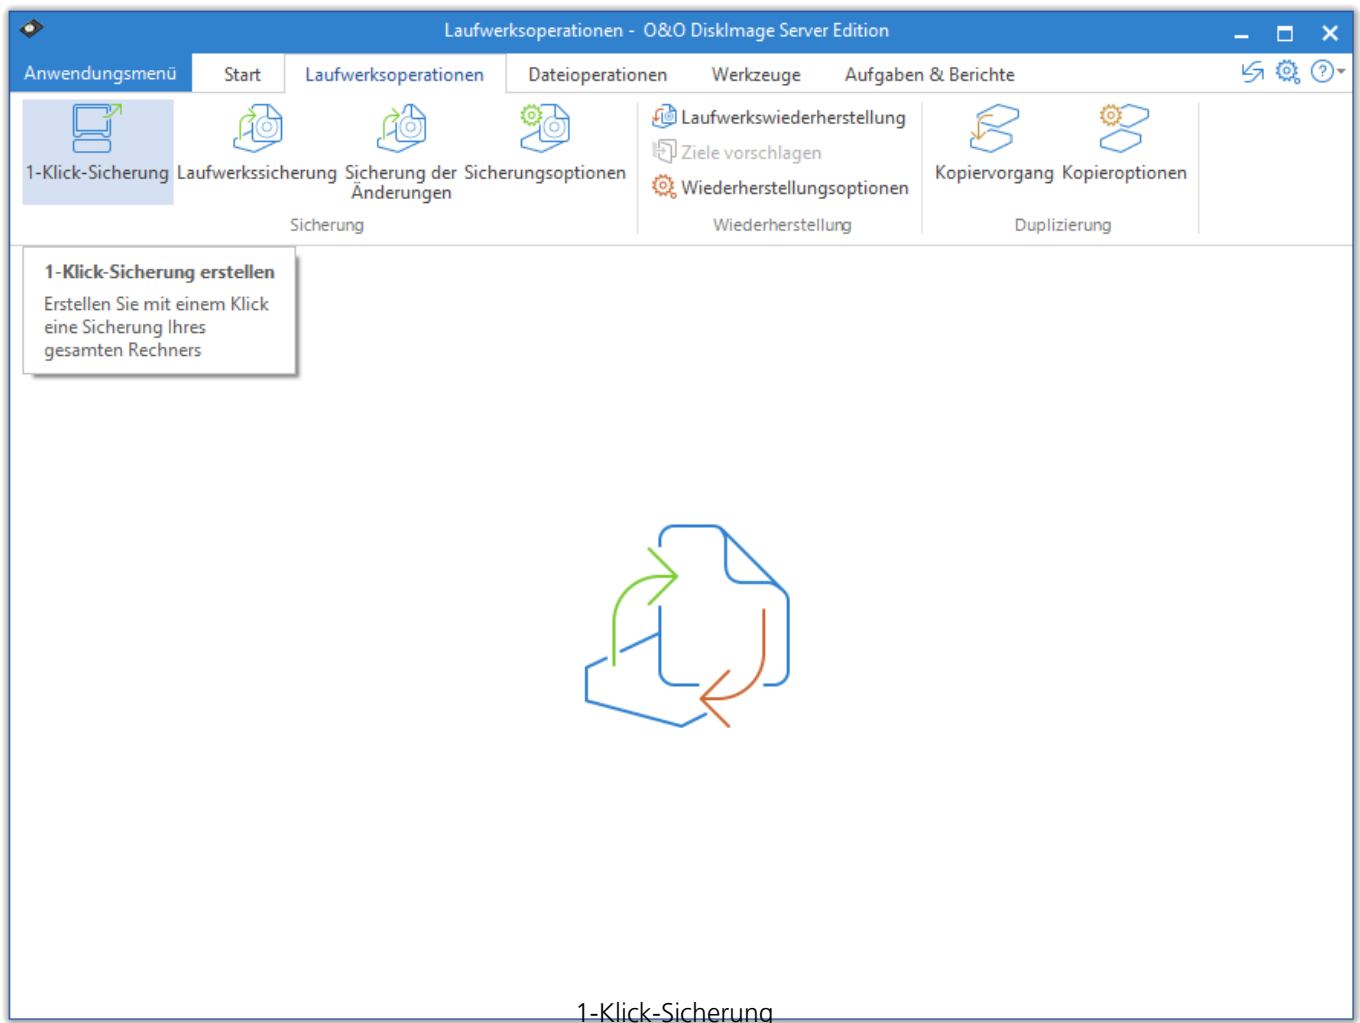 Laufwerksoperationen - O&O DiskImage Server Edition
Anwendungsmenü Start Laufwerksoperationen Dateioperationen Werkzeuge Aufgaben & Berichte
1-Klick-Sicherung Laufwerkssicherung Sicherung der Änderungen Sicherungsoptionen
Sicherung
Laufwerkswiederherstellung
Ziele vorschlagen
Wiederherstellungsoptionen
Wiederherstellung
Kopiervorgang Kopieroptionen
Duplizierung
1-Klick-Sicherung erstellen
Erstellen Sie mit einem Klick
eine Sicherung Ihres
gesamten Rechners
1-Klick-Sicherung